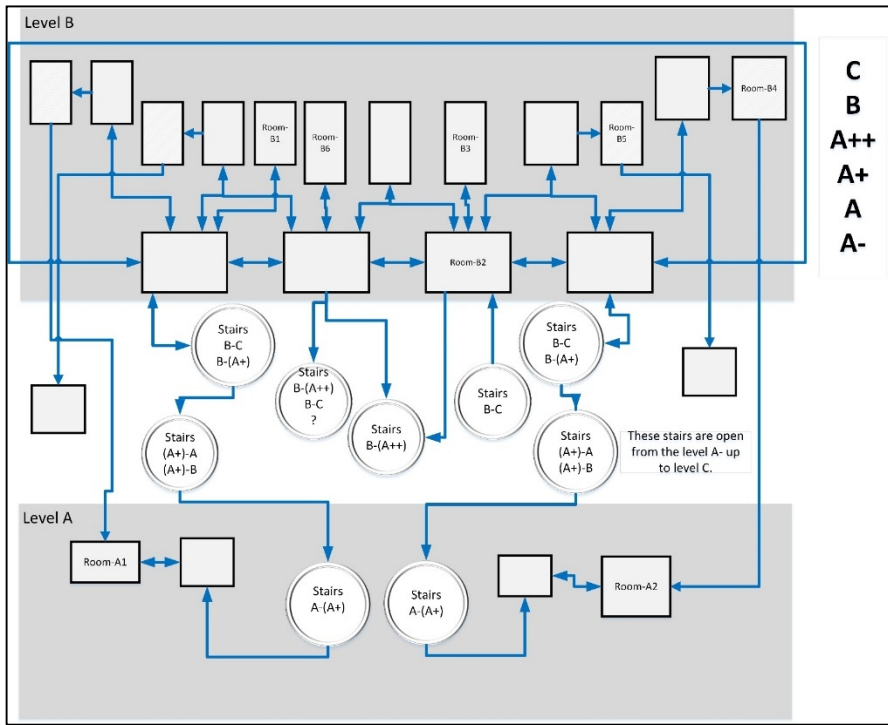 Level B
C
B
A++
A+
A
A-
Room-B4
Room-
B1
Room-
B6
Room-
B3
Room-
B5
Room-B2
Stairs
B-C
B-(A+)
Stairs
B-(A++)
B-C
?
Stairs
B-(A++)
Stairs
B-C
Stairs
B-C
B-(A+)
Stairs
(A+)-A
(A+)-B
Stairs
(A+)-A
(A+)-B
These stairs are open
from the level A- up
to level C.
Level A
Room-A1
Stairs
A-(A+)
Stairs
A-(A+)
Room-A2